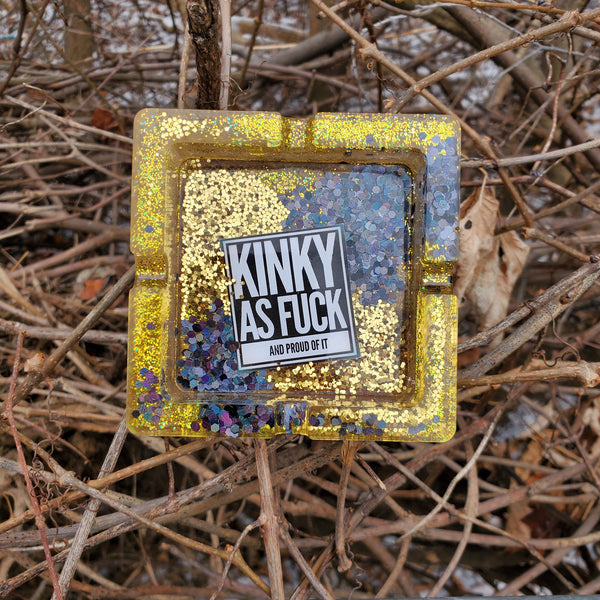 KINKY
AS FUCK
AND PROUD OF IT